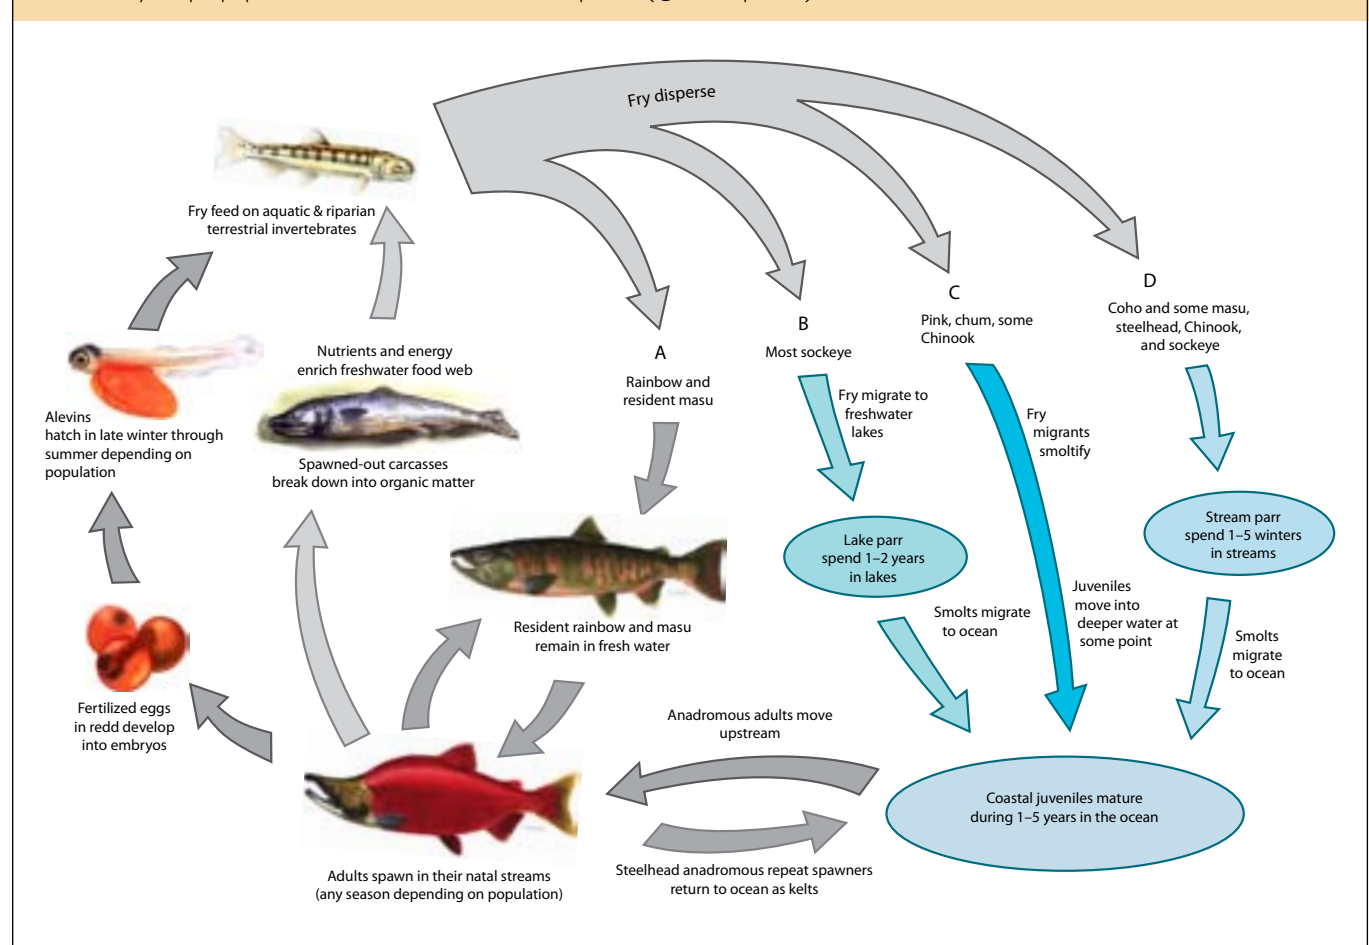 Fry disperse
Fry feed on aquatic & riparian
terrestrial invertebrates
Alevins
hatch in late winter through
summer depending on
population
Nutrients and energy
enrich freshwater food web
Spawned-out carcasses
break down into organic matter
Fertilized eggs
in redd develop
into embryos
A
Rainbow and
resident masu
Resident rainbow and masu
remain in fresh water
B
Most sockeye
Fry migrate to
freshwater
lakes
Lake parr
spend 1–2 years
in lakes
Smolts migrate
to ocean
C
Pink, chum, some
Chinook
Fry
migrants
smoltify
Juveniles
move into
deeper water at
some point
D
Coho and some masu,
steelhead, Chinook,
and sockeye
Stream parr
spend 1–5 winters
in streams
Smolts
migrate
to ocean
Anadromous adults move
upstream
Coastal juveniles mature
during 1–5 years in the ocean
Steelhead anadromous repeat spawners
return to ocean as kelts
Adults spawn in their natal streams
(any season depending on population)